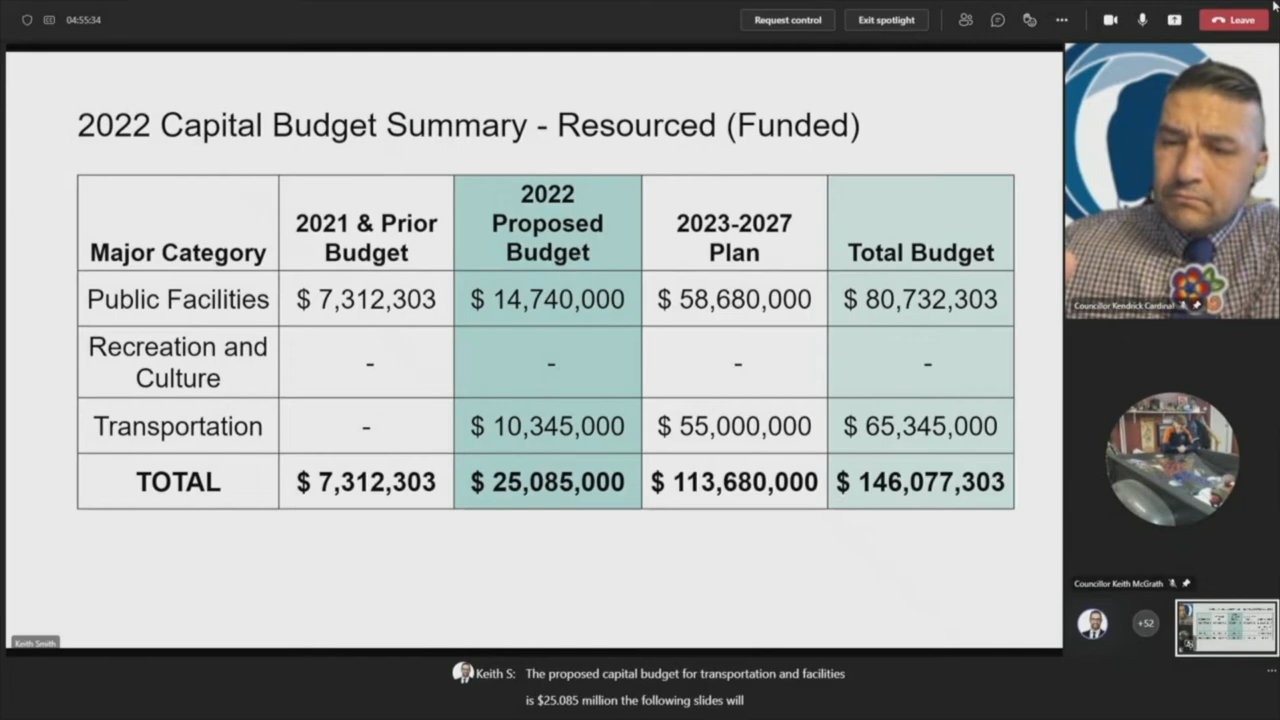 04:55:34
Request control
Exit spotlight
Leave
2022 Capital Budget Summary - Resourced (Funded)
Major Category
2021 & Prior
Budget
2022
Proposed
Budget
2023-2027
Plan
Total Budget
Public Facilities
$ 7,312,303
$ 14,740,000
$ 58,680,000
$ 80,732,303
Recreation and
Culture
-
-
-
-
Transportation
-
$ 10,345,000
$ 55,000,000
$ 65,345,000
TOTAL
$ 7,312,303
$ 25,085,000
$ 113,680,000
$ 146,077,303
Councillor Kendrick Cardinal
Councillor Keith McGrath
+52
Keith Smith
Keith S: The proposed capital budget for transportation and facilities
is $25.085 million the following slides will